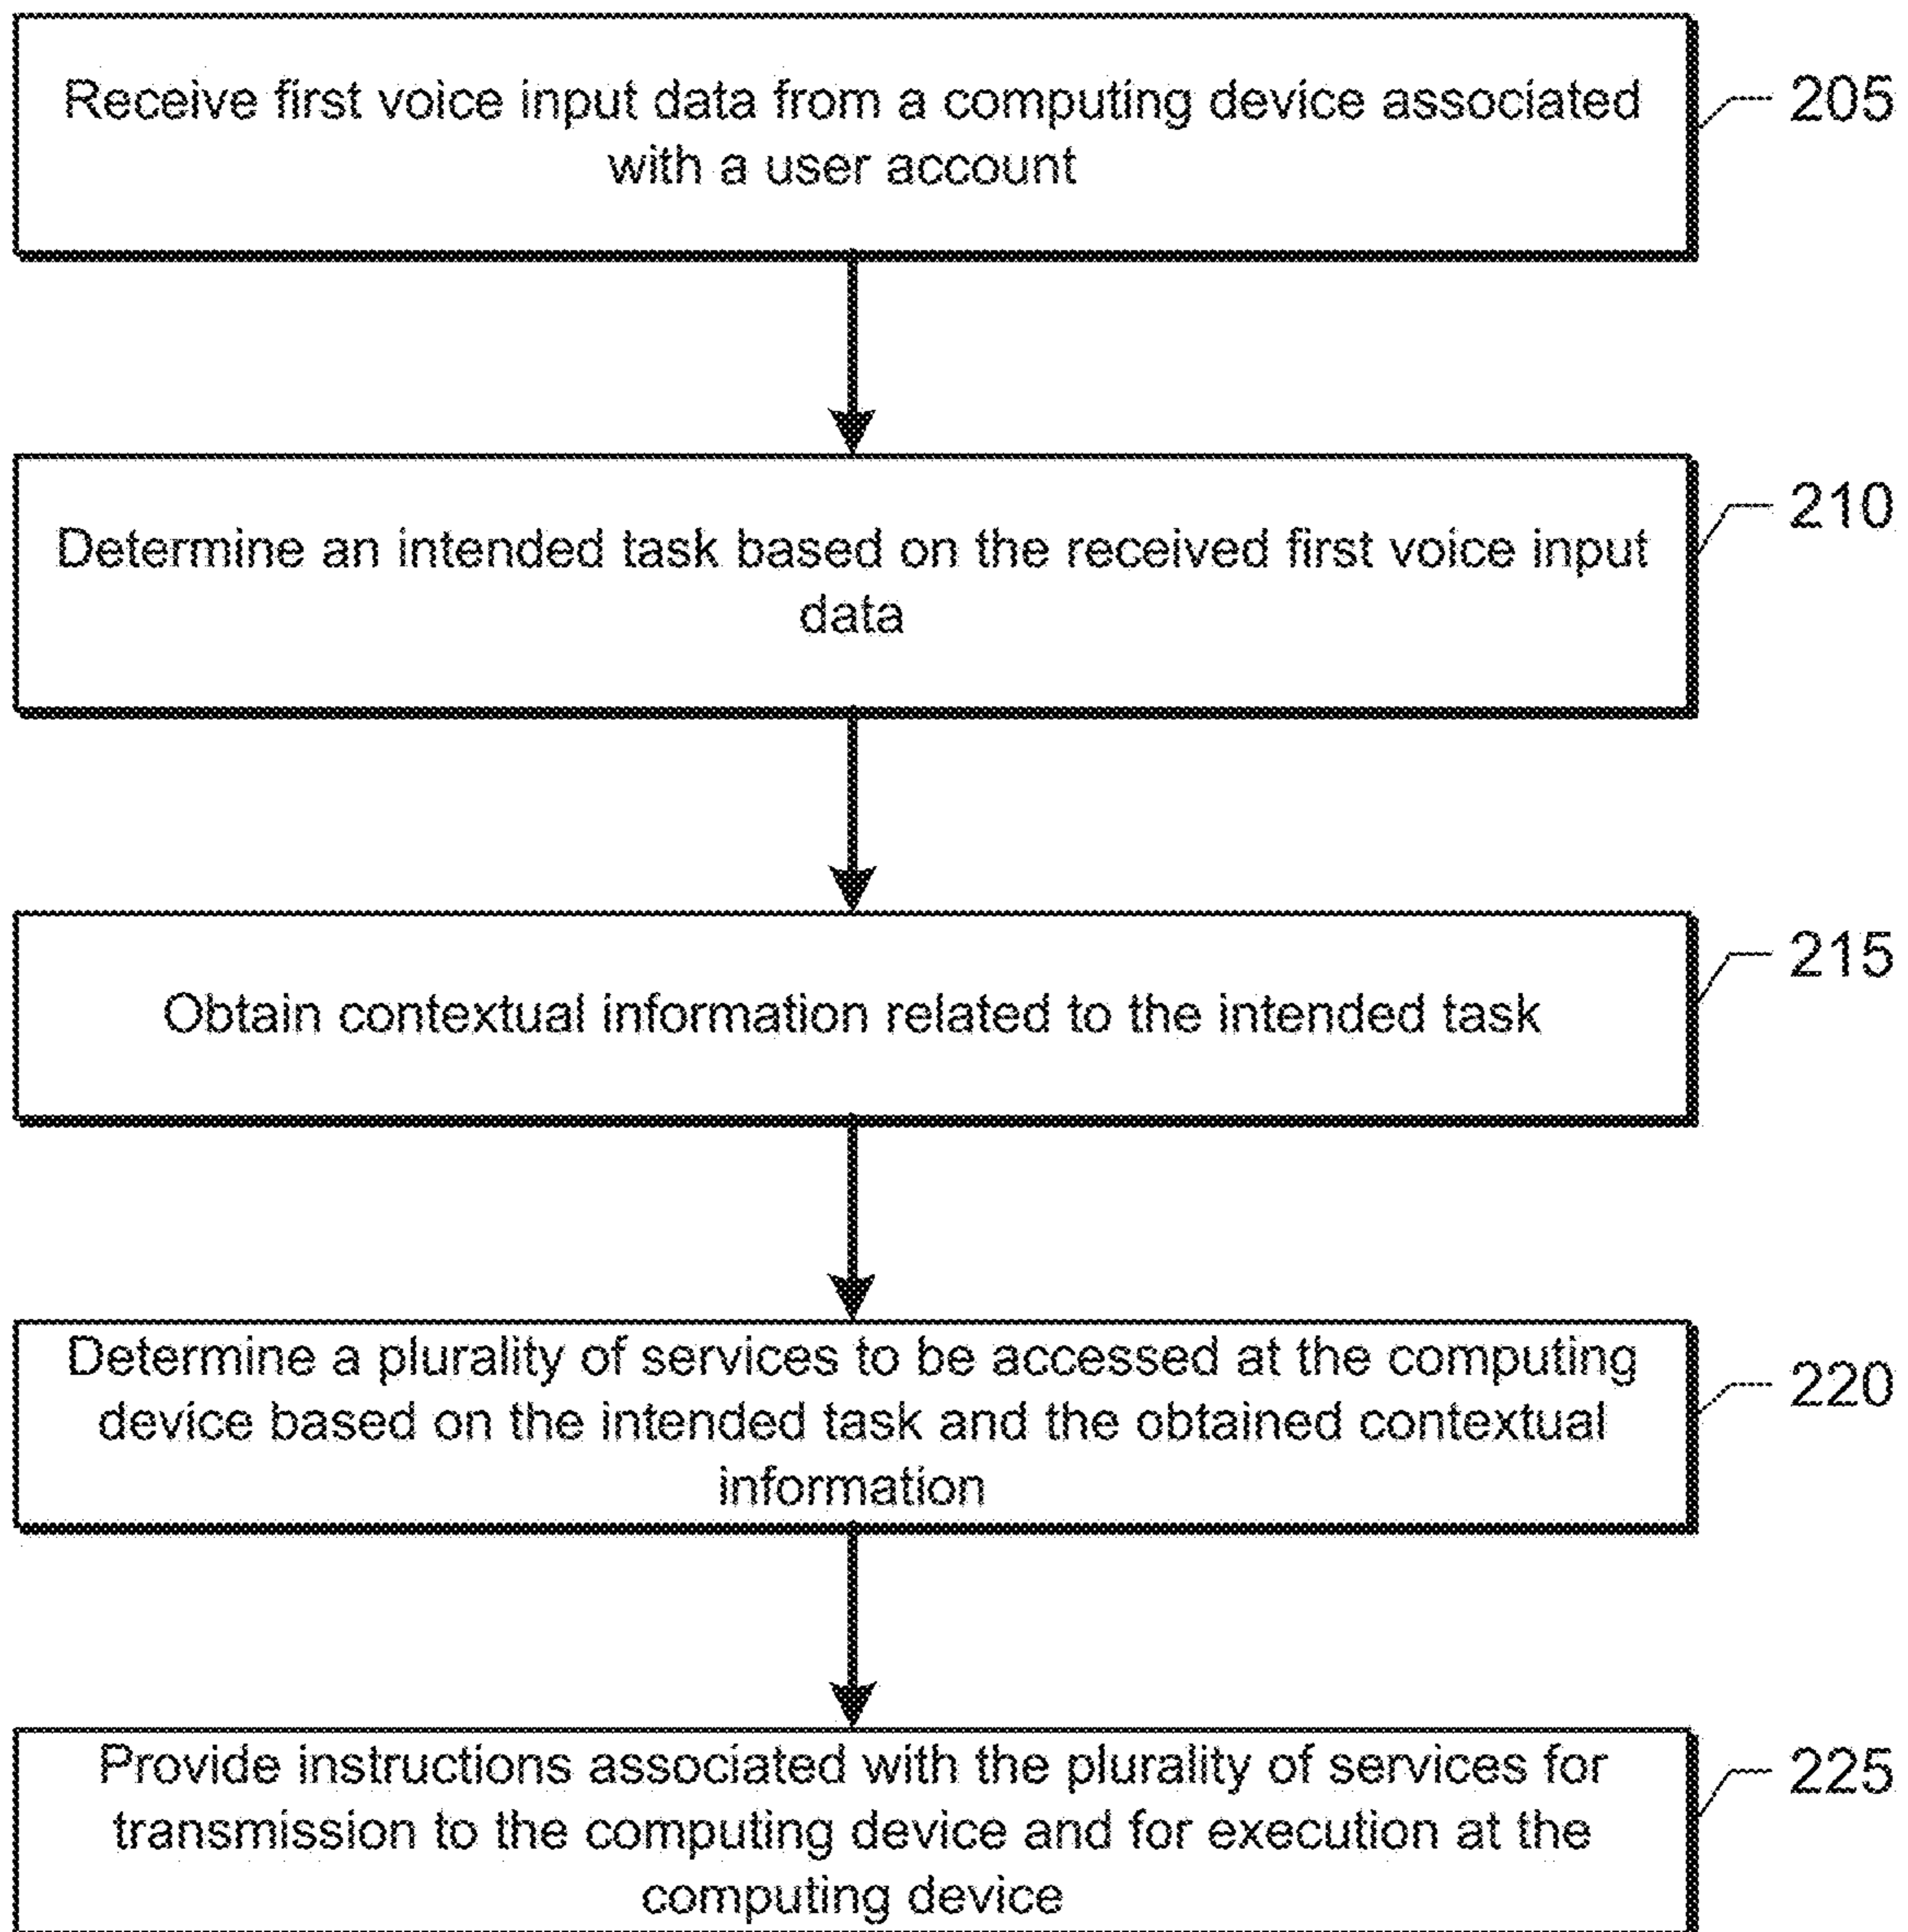 Receive first voice input data from a computing device associated
with a user account
205
Determine an intended task based on the received first voice input
data
210
Obtain contextual information related to the intended task
215
Determine a plurality of services to be accessed at the computing
device based on the intended task and the obtained contextual
information
220
Provide instructions associated with the plurality of services for
transmission to the computing device and for execution at the
computing device
225